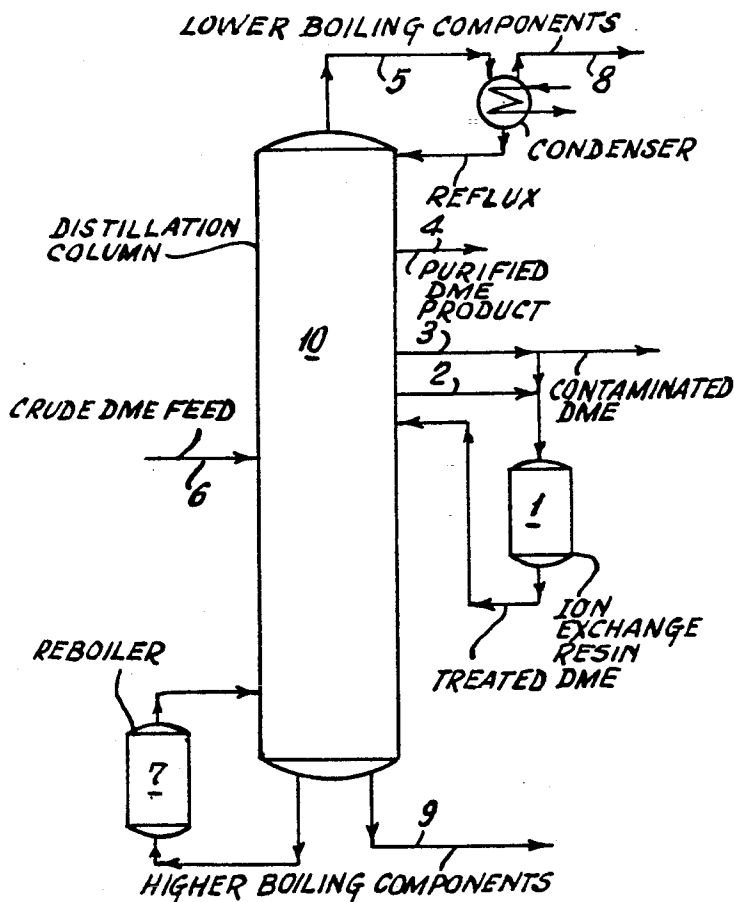 LOWER BOILING COMPONENTS
5
8
CONDENSER
REFLUX
DISTILLATION
COLUMN
4
PURIFIED
DME
PRODUCT
10
3
2
CONTAMINATED
DME
CRUDE DME FEED
6
1
ION
EXCHANGE
RESIN
TREATED DME
REBOILER
7
9
HIGHER BOILING COMPONENTS